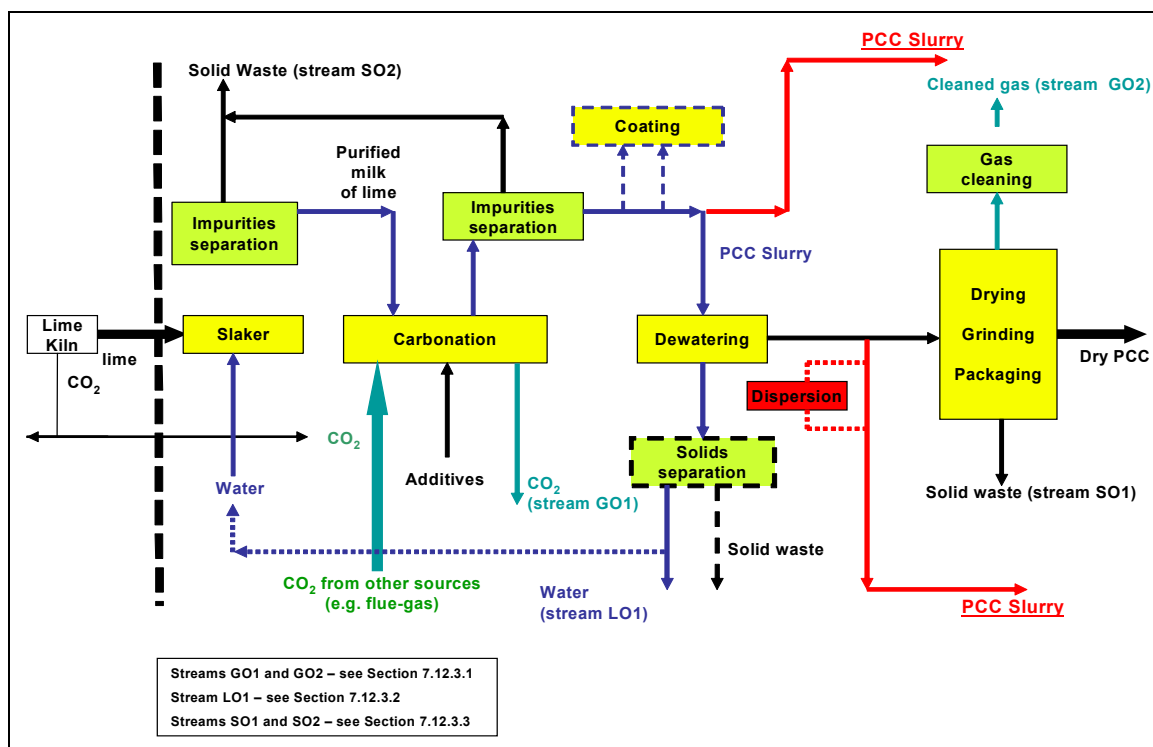 PCC Slurry
Solid Waste (stream SO2)
Cleaned gas (stream GO2)
Coating
Purified
milk
of lime
Gas
cleaning
Impurities
separation
Impurities
separation
PCC Slurry
Drying
Grinding
Packaging
Lime
Kiln
lime
Slaker
Carbonation
Dewatering
Dry PCC
CO2
Dispersion
CO2
Solids
separation
Additives
Water
CO2
(stream GO1)
Solid waste (stream SO1)
Solid waste
CO2 from other sources
(e.g. flue-gas)
Water
(stream LO1)
PCC Slurry
Streams GO1 and GO2 – see Section 7.12.3.1
Stream LO1 – see Section 7.12.3.2
Streams SO1 and SO2 – see Section 7.12.3.3